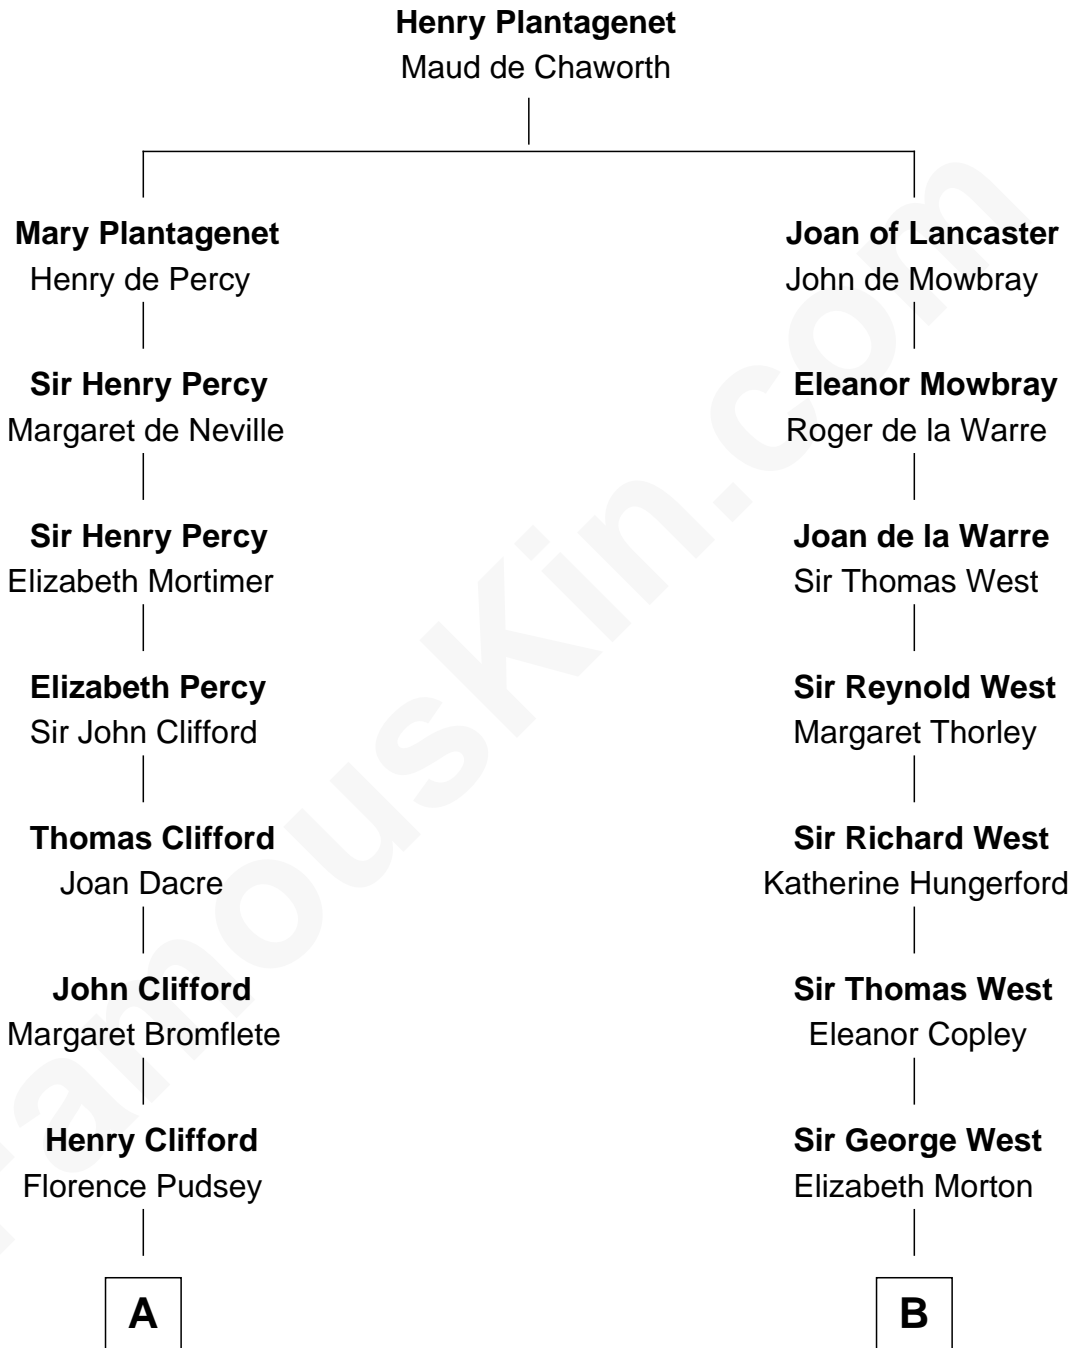 Henry Plantagenet
Maud de Chaworth
Mary Plantagenet
Henry de Percy
Joan of Lancaster
John de Mowbray
Sir Henry Percy
Margaret de Neville
Eleanor Mowbray
Roger de la Warre
Sir Henry Percy
Elizabeth Mortimer
Joan de la Warre
Sir Thomas West
Elizabeth Percy
Sir John Clifford
Sir Reynold West
Margaret Thorley
Thomas Clifford
Joan Dacre
Sir Richard West
Katherine Hungerford
John Clifford
Margaret Bromflete
Sir Thomas West
Eleanor Copley
Henry Clifford
Florence Pudsey
Sir George West
Elizabeth Morton
A
B
FamousKin.com